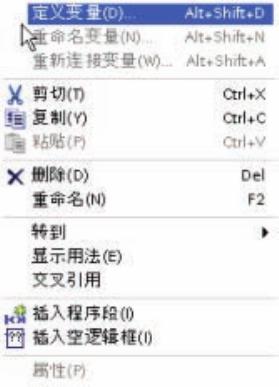 定义变量(D)... Alt+Shift+D
重命名变量(N)... Alt+Shift+N
重新连接变量(W)... Alt+Shift+A
剪切(T) Ctrl+X
复制(Y) Ctrl+C
粘贴(P) Ctrl+V
删除(D) Del
重命名(N) F2
转到
显示用法(E)
交叉引用
插入程序段(I)
插入空逻辑框(I)
属性(P)